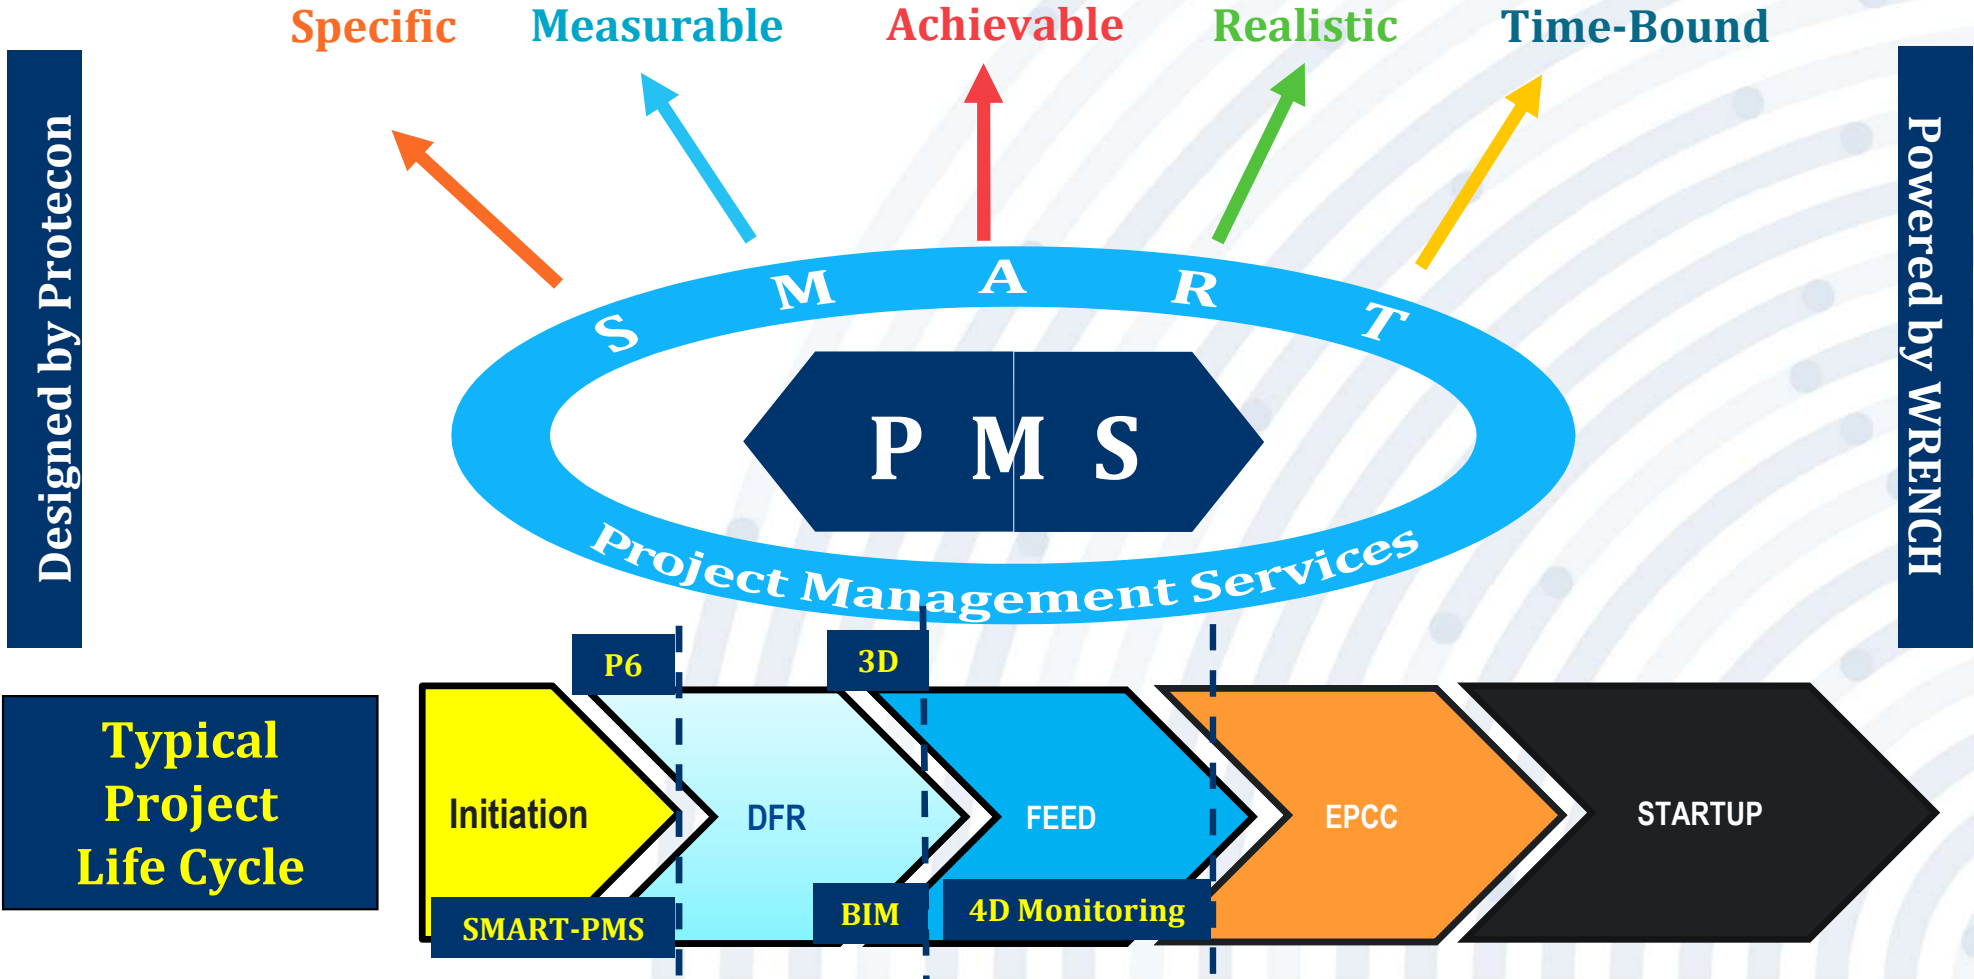 Specific
Measurable
Achievable
Realistic
Time-Bound
Designed by Protecon
Powered by WRENCH
S M A R T
P M S
Project Management Services
P6
3D
Typical
Project
Life Cycle
Initiation
DFR
FEED
EPCC
STARTUP
SMART-PMS
BIM
4D Monitoring